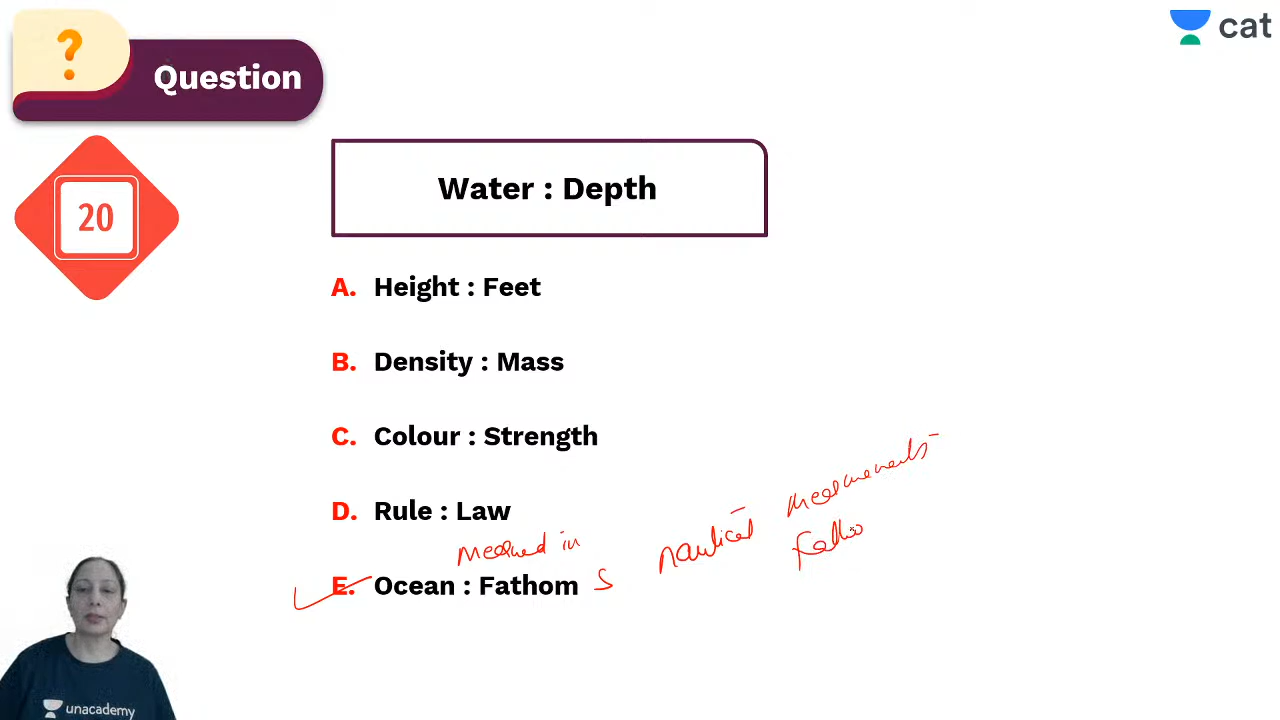 ?
Question
cat
20
Water : Depth
A. Height : Feet
B. Density : Mass
C. Colour : Strength
D. Rule : Law
measured in
nautical measurements
Fatho
E. Ocean : Fathom s
unacademy